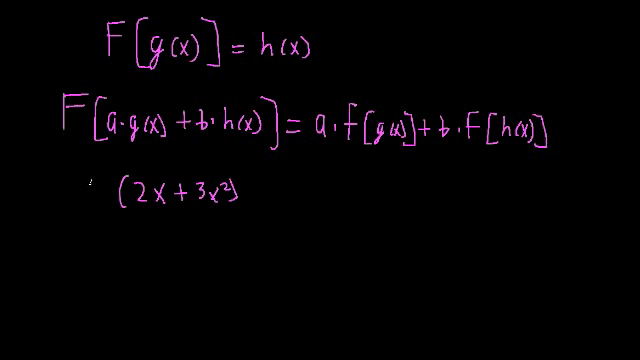 F[g(x)] = h(x)
F[a·g(x) + b·h(x)] = a·F[g(x)] + b·F[h(x)]
(2x + 3x²)